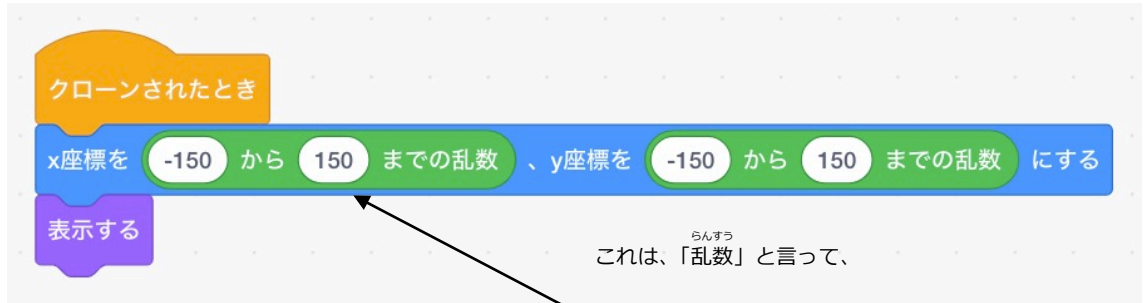 クローンされたとき
x座標を -150 から 150 までの乱数 、y座標を -150 から 150 までの乱数 にする
表示する
らんすう
これは、「乱数」と言って、